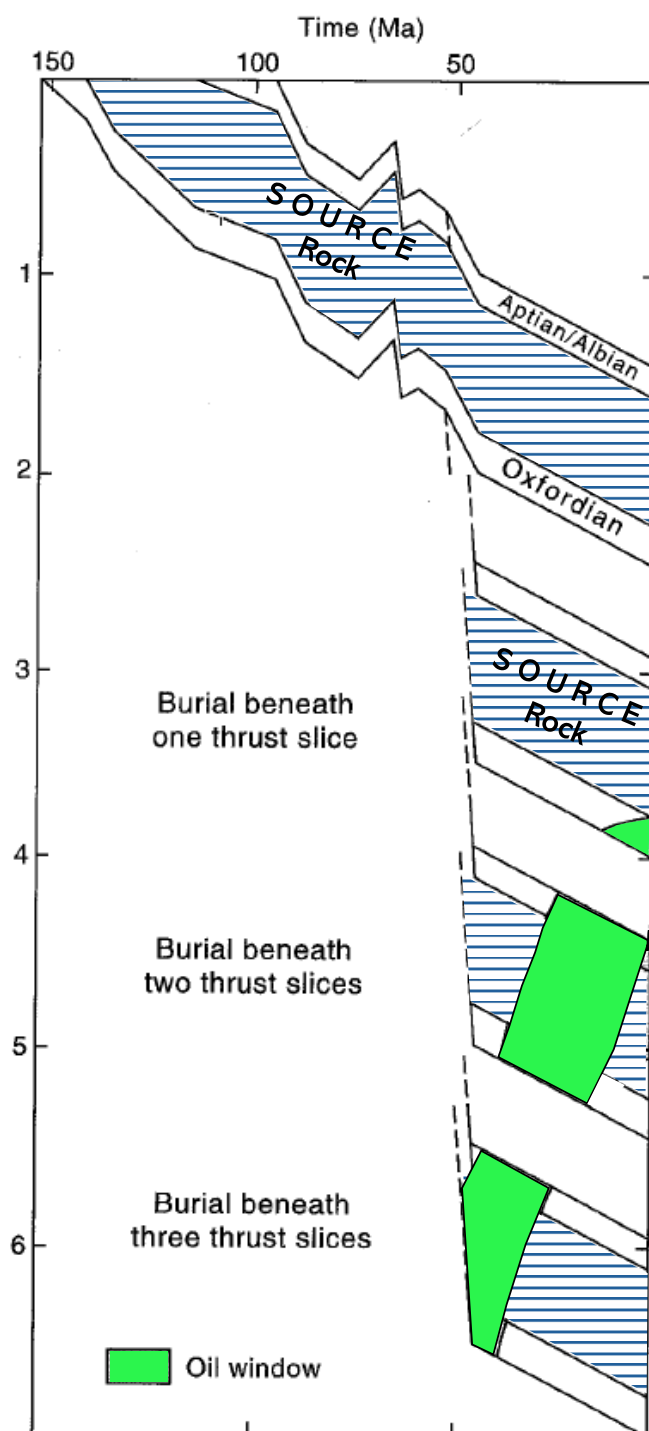 Time (Ma)
150 100 50
SOURCE
Rock
1
Aptian/Albian
2
Oxfordian
3
SOURCE
Rock
Burial beneath
one thrust slice
4
Burial beneath
two thrust slices
5
Burial beneath
three thrust slices
6
Oil window